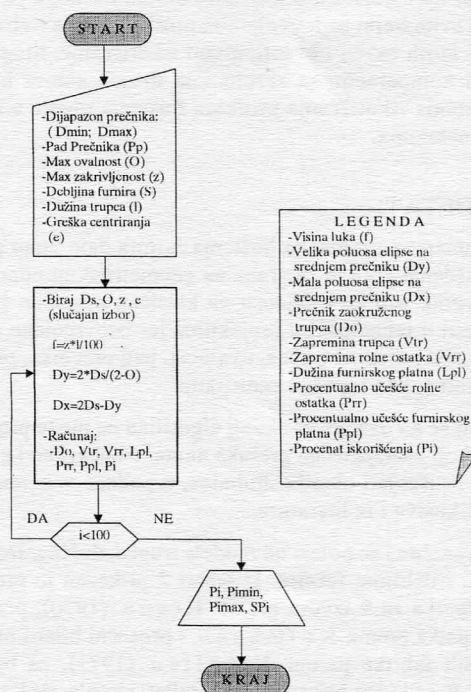 START
-Dijapazon prečnika:
( Dmin; Dmax)
-Pad Prečnika (Pp)
-Max ovalnost (O)
-Max zakrivljenost (z)
-Debljina furnira (S)
-Dužina trupca (l)
-Greška centriranja
(e)
-Biraj Ds, O, z , e
(slučajan izbor)
f=z*l/100
Dy=2*Ds/(2-O)
Dx=2Ds-Dy
-Računaj:
-Do, Vtr, Vrr, Lpl,
Prr, Ppl, Pi
DA
NE
i<100
Pi, Pimin,
Pimax, SPi
KRAJ
LEGENDA
-Visina luka (f)
-Velika poluosa elipse na
srednjem prečniku (Dy)
-Mala poluosa elipse na
srednjem prečniku (Dx)
-Prečnik zaokruženog
trupca (Do)
-Zapremina trupca (Vtr)
-Zapremina rolne ostatka (Vrr)
-Dužina furnirskog platna (Lpl)
-Procentualno učešće rolne
ostatka (Prr)
-Procentualno učešće furnirskog
platna (Ppl)
-Procenat iskorišćenja (Pi)